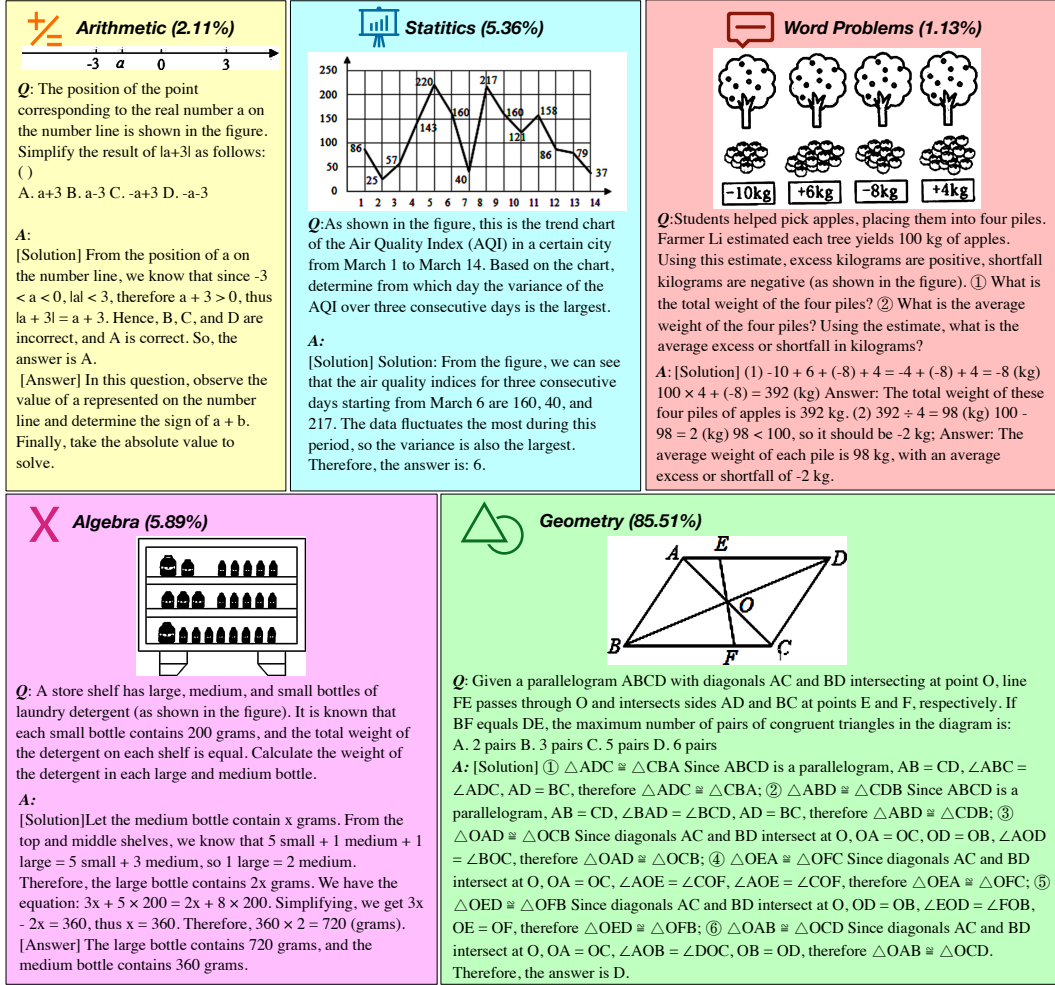 Arithmetic (2.11%)
-3 a 0 3
Q: The position of the point
corresponding to the real number a on
the number line is shown in the figure.
Simplify the result of |a+3| as follows:
( )
A. a+3 B. a-3 C. -a+3 D. -a-3
A:
[Solution] From the position of a on
the number line, we know that since -3
< a < 0, |a| < 3, therefore a + 3 > 0, thus
|a + 3| = a + 3. Hence, B, C, and D are
incorrect, and A is correct. So, the
answer is A.
[Answer] In this question, observe the
value of a represented on the number
line and determine the sign of a + b.
Finally, take the absolute value to
solve.
Statitics (5.36%)
250
200
150
100
50
0
86
25
57
143
220
160
40
217
160
121
158
86
79
37
1 2 3 4 5 6 7 8 9 10 11 12 13 14
Q:As shown in the figure, this is the trend chart
of the Air Quality Index (AQI) in a certain city
from March 1 to March 14. Based on the chart,
determine from which day the variance of the
AQI over three consecutive days is the largest.
A:
[Solution] Solution: From the figure, we can see
that the air quality indices for three consecutive
days starting from March 6 are 160, 40, and
217. The data fluctuates the most during this
period, so the variance is also the largest.
Therefore, the answer is: 6.
Word Problems (1.13%)
-10kg +6kg -8kg +4kg
Q:Students helped pick apples, placing them into four piles.
Farmer Li estimated each tree yields 100 kg of apples.
Using this estimate, excess kilograms are positive, shortfall
kilograms are negative (as shown in the figure). ① What is
the total weight of the four piles? ② What is the average
weight of the four piles? Using the estimate, what is the
average excess or shortfall in kilograms?
A: [Solution] (1) -10 + 6 + (-8) + 4 = -4 + (-8) + 4 = -8 (kg)
100 × 4 + (-8) = 392 (kg) Answer: The total weight of these
four piles of apples is 392 kg. (2) 392 ÷ 4 = 98 (kg) 100 -
98 = 2 (kg) 98 < 100, so it should be -2 kg; Answer: The
average weight of each pile is 98 kg, with an average
excess or shortfall of -2 kg.
X Algebra (5.89%)
Q: A store shelf has large, medium, and small bottles of
laundry detergent (as shown in the figure). It is known that
each small bottle contains 200 grams, and the total weight of
the detergent on each shelf is equal. Calculate the weight of
the detergent in each large and medium bottle.
A:
[Solution]Let the medium bottle contain x grams. From the
top and middle shelves, we know that 5 small + 1 medium + 1
large = 5 small + 3 medium, so 1 large = 2 medium.
Therefore, the large bottle contains 2x grams. We have the
equation: 3x + 5 × 200 = 2x + 8 × 200. Simplifying, we get 3x
- 2x = 360, thus x = 360. Therefore, 360 × 2 = 720 (grams).
[Answer] The large bottle contains 720 grams, and the
medium bottle contains 360 grams.
Geometry (85.51%)
A E D
O
B F C
Q: Given a parallelogram ABCD with diagonals AC and BD intersecting at point O, line
FE passes through O and intersects sides AD and BC at points E and F, respectively. If
BF equals DE, the maximum number of pairs of congruent triangles in the diagram is:
A. 2 pairs B. 3 pairs C. 5 pairs D. 6 pairs
A: [Solution] ① △ADC ≅ △CBA Since ABCD is a parallelogram, AB = CD, ∠ABC =
∠ADC, AD = BC, therefore △ADC ≅ △CBA; ② △ABD ≅ △CDB Since ABCD is a
parallelogram, AB = CD, ∠BAD = ∠BCD, AD = BC, therefore △ABD ≅ △CDB; ③
△OAD ≅ △OCB Since diagonals AC and BD intersect at O, OA = OC, OD = OB, ∠AOD
= ∠BOC, therefore △OAD ≅ △OCB; ④ △OEA ≅ △OFC Since diagonals AC and BD
intersect at O, OA = OC, ∠AOE = ∠COF, ∠AOE = ∠COF, therefore △OEA ≅ △OFC; ⑤
△OED ≅ △OFB Since diagonals AC and BD intersect at O, OD = OB, ∠EOD = ∠FOB,
OE = OF, therefore △OED ≅ △OFB; ⑥ △OAB ≅ △OCD Since diagonals AC and BD
intersect at O, OA = OC, ∠AOB = ∠DOC, OB = OD, therefore △OAB ≅ △OCD.
Therefore, the answer is D.